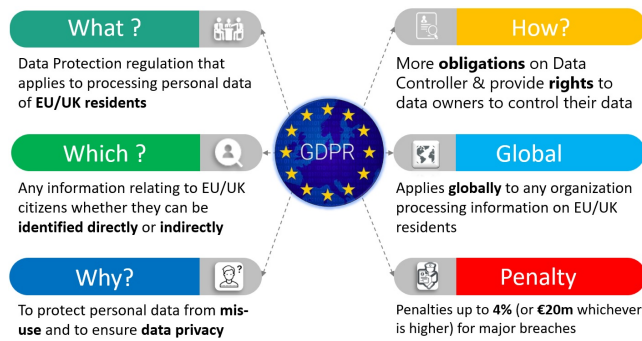 What ?
Data Protection regulation that
applies to processing personal data
of EU/UK residents
Which ?
Any information relating to EU/UK
citizens whether they can be
identified directly or indirectly
Why?
?
To protect personal data from mis-
use and to ensure data privacy
GDPR
How?
More obligations on Data
Controller & provide rights to
data owners to control their data
Global
Applies globally to any organization
processing information on EU/UK
residents
Penalty
Penalties up to 4% (or €20m whichever
is higher) for major breaches